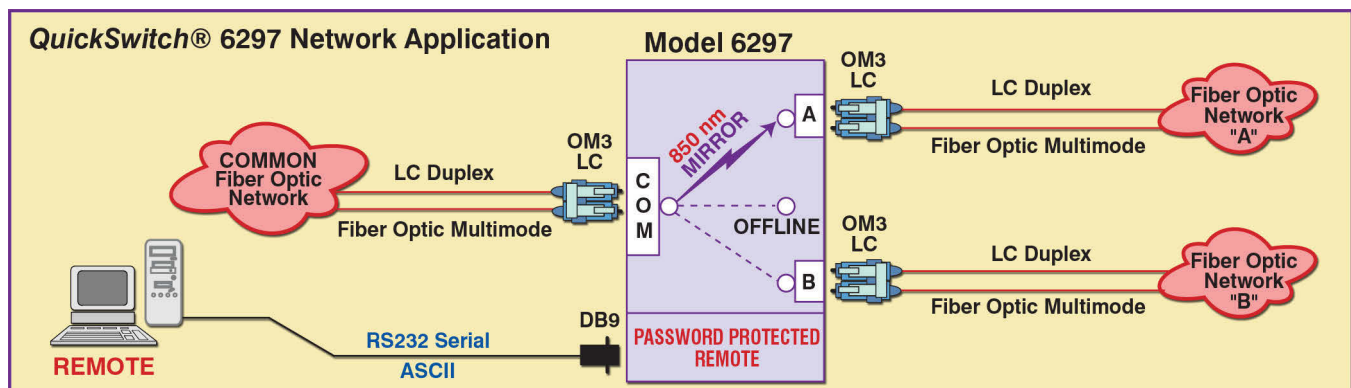 QuickSwitch® 6297 Network Application
Model 6297
COMMON
Fiber Optic
Network
LC Duplex
Fiber Optic Multimode
OM3
LC
COM
850 nm
MIRROR
A
OFFLINE
B
OM3
LC
LC Duplex
Fiber Optic Multimode
Fiber Optic
Network
"A"
OM3
LC
LC Duplex
Fiber Optic Multimode
Fiber Optic
Network
"B"
REMOTE
RS232 Serial
ASCII
DB9
PASSWORD PROTECTED
REMOTE